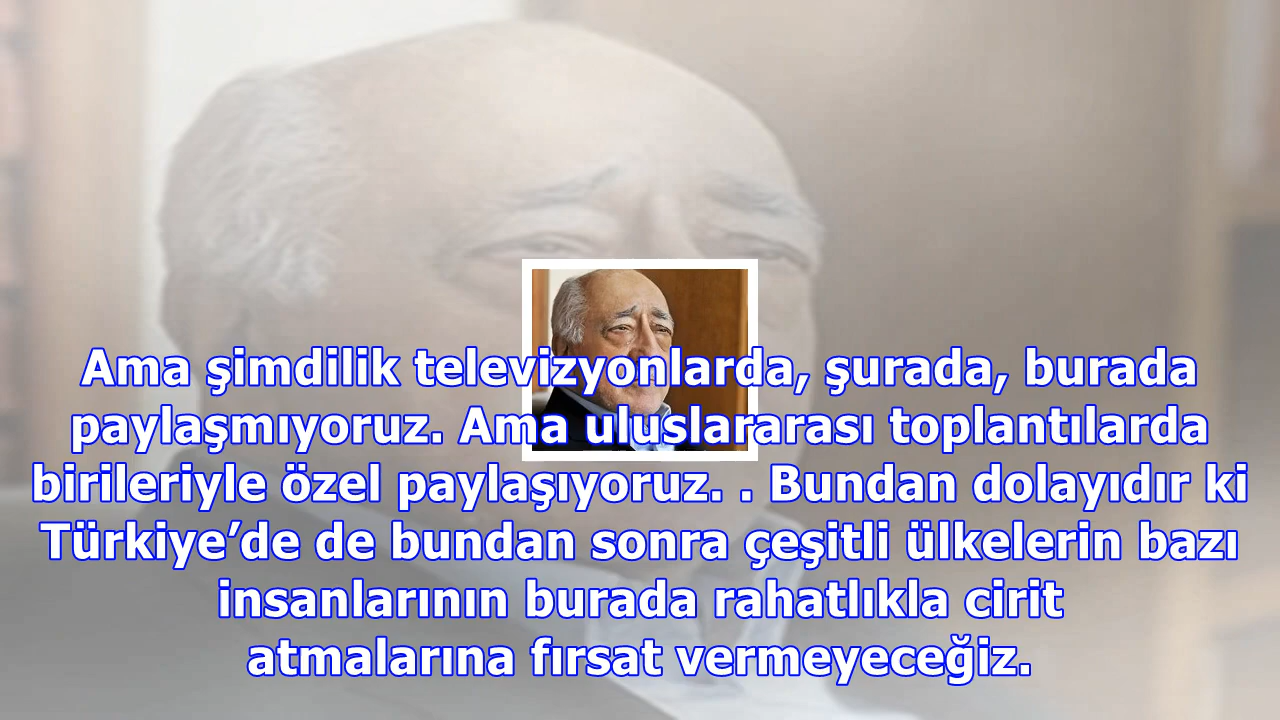 Ama şimdilik televizyonlarda, şurada, burada
paylaşmıyoruz. Ama uluslararası toplantılarda
birileriyle özel paylaşıyoruz. . Bundan dolayıdır ki
Türkiye’de de bundan sonra çeşitli ülkelerin bazı
insanlarının burada rahatlıkla cirit
atmalarına fırsat vermeyeceğiz.